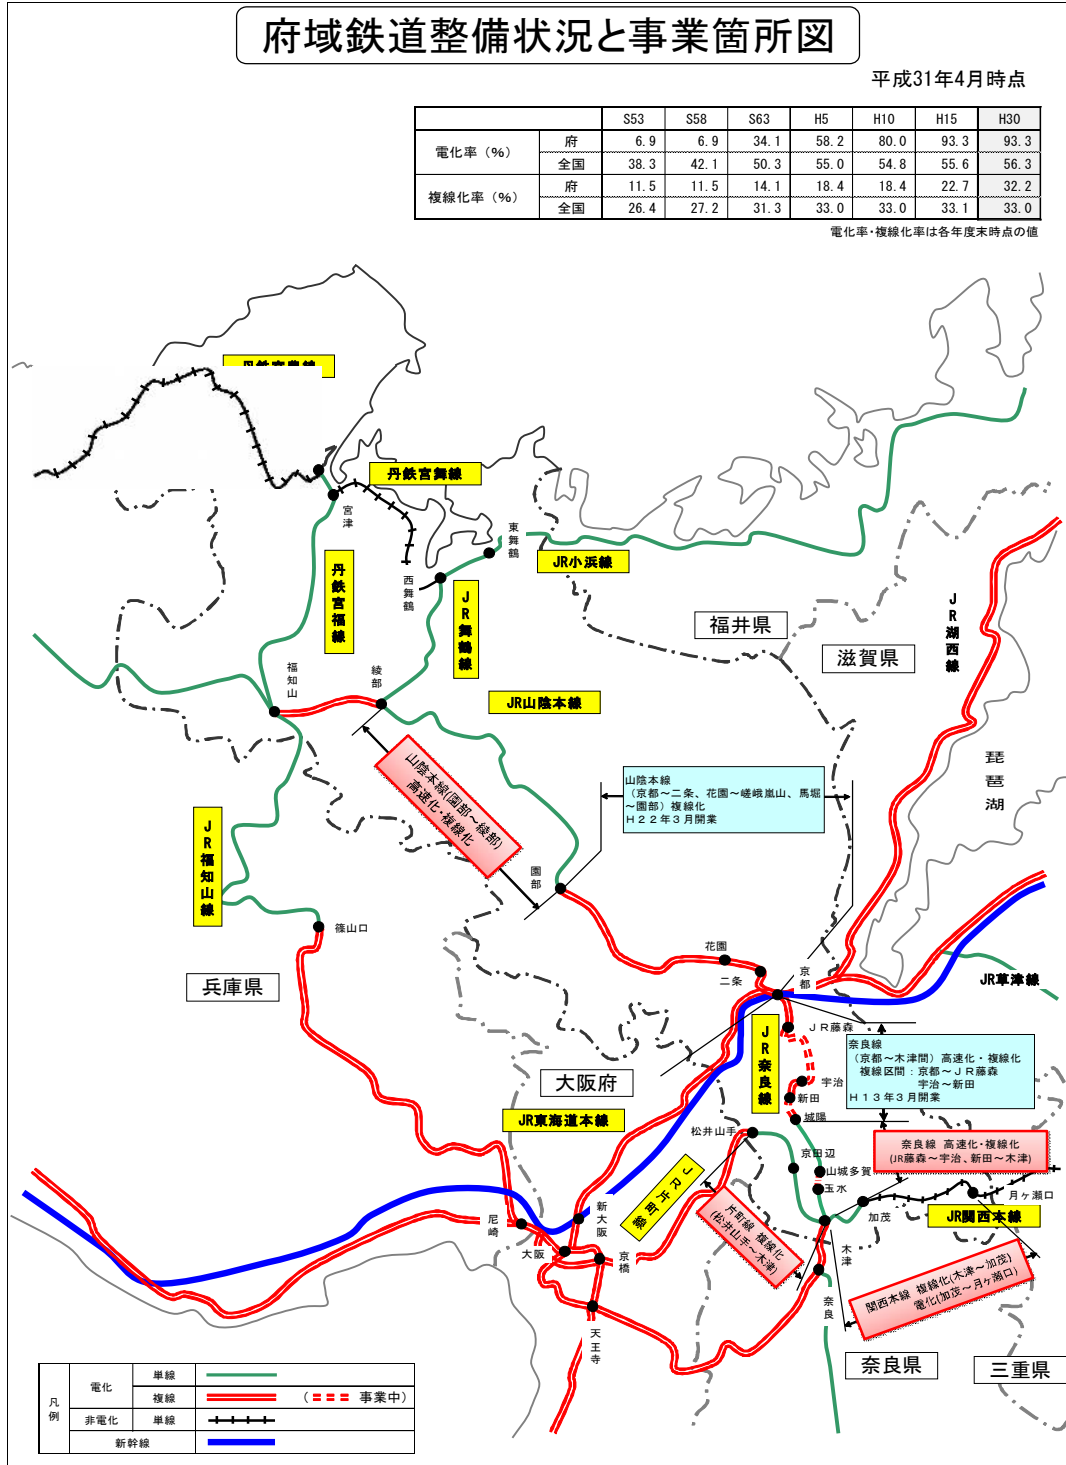 府域鉄道整備状況と事業箇所図
平成31年4月時点
S53 S58 S63 H5 H10 H15 H30
電化率（%） 府 6.9 6.9 34.1 58.2 80.0 93.3 93.3
全国 38.3 42.1 50.3 55.0 54.8 55.6 56.3
複線化率（%） 府 11.5 11.5 14.1 18.4 18.4 22.7 32.2
全国 26.4 27.2 31.3 33.0 33.0 33.1 33.0
電化率・複線化率は各年度末時点の値
丹鉄宮舞線
宮津
東舞鶴
西舞鶴
JR小浜線
丹鉄宮福線
JR舞鶴線
福井県
滋賀県
JR湖西線
福知山
綾部
JR山陰本線
琵琶湖
山陰本線(園部～綾部)
高速化・複線化
山陰本線
（京都～二条、花園～嵯峨嵐山、馬堀
～園部）複線化
H22年3月開業
JR福知山線
園部
篠山口
花園
二条
京都
兵庫県
JR草津線
JR藤森
JR奈良線
奈良線
（京都～木津間）高速化・複線化
複線区間：京都～JR藤森
宇治～新田
H13年3月開業
大阪府
宇治
新田
城陽
JR東海道本線
松井山手
奈良線 高速化・複線化
(JR藤森～宇治、新田～木津)
京田辺
山城多賀
玉水
JR片町線
片町線 複線化
(松井山手～木津)
月ヶ瀬口
加茂
JR関西本線
尼崎
新大阪
大阪
京橋
木津
関西本線 複線化(木津～加茂)
電化(加茂～月ヶ瀬口)
奈良
天王寺
奈良県
三重県
凡例
電化 単線
複線 （ 事業中）
非電化 単線
新幹線